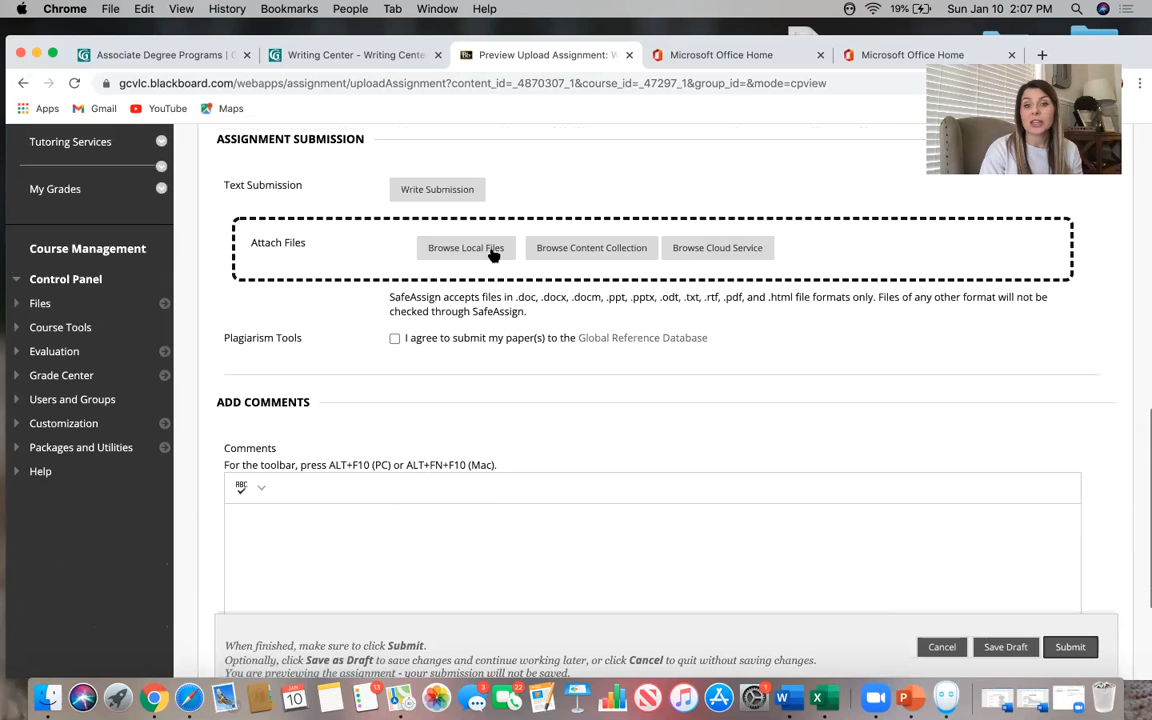 Chrome File Edit View History Bookmarks People Tab Window Help 19% Sun Jan 10 2:07 PM
Associate Degree Programs | Writing Center - Writing Cente Preview Upload Assignment: W Microsoft Office Home Microsoft Office Home
gcvlc.blackboard.com/webapps/assignment/uploadAssignment?content_id=_4870307_1&course_id=_47297_1&group_id=&mode=cpview
Apps Gmail YouTube Maps
Tutoring Services
My Grades
Course Management
Control Panel
Files
Course Tools
Evaluation
Grade Center
Users and Groups
Customization
Packages and Utilities
Help
ASSIGNMENT SUBMISSION
Text Submission Write Submission
Attach Files Browse Local Files Browse Content Collection Browse Cloud Service
SafeAssign accepts files in .doc, .docx, .docm, .ppt, .pptx, .odt, .txt, .rtf, .pdf, and .html file formats only. Files of any other format will not be
checked through SafeAssign.
Plagiarism Tools I agree to submit my paper(s) to the Global Reference Database
ADD COMMENTS
Comments
For the toolbar, press ALT+F10 (PC) or ALT+FN+F10 (Mac).
ABC
When finished, make sure to click Submit.
Optionally, click Save as Draft to save changes and continue working later, or click Cancel to quit without saving changes.
You are previewing the assignment - your submission will not be saved.
Cancel Save Draft Submit
JAN 10 13 3 22 1